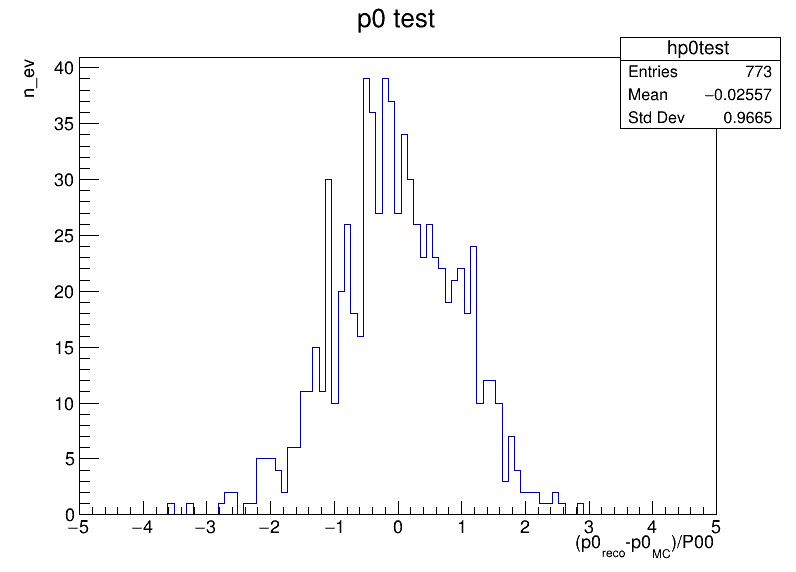 p0 test
hp0test
Entries 773
Mean −0.02557
Std Dev 0.9665
n_ev
40
35
30
25
20
15
10
5
0
−5 −4 −3 −2 −1 0 1 2 3 4 5
(p0reco-p0MC)/P00